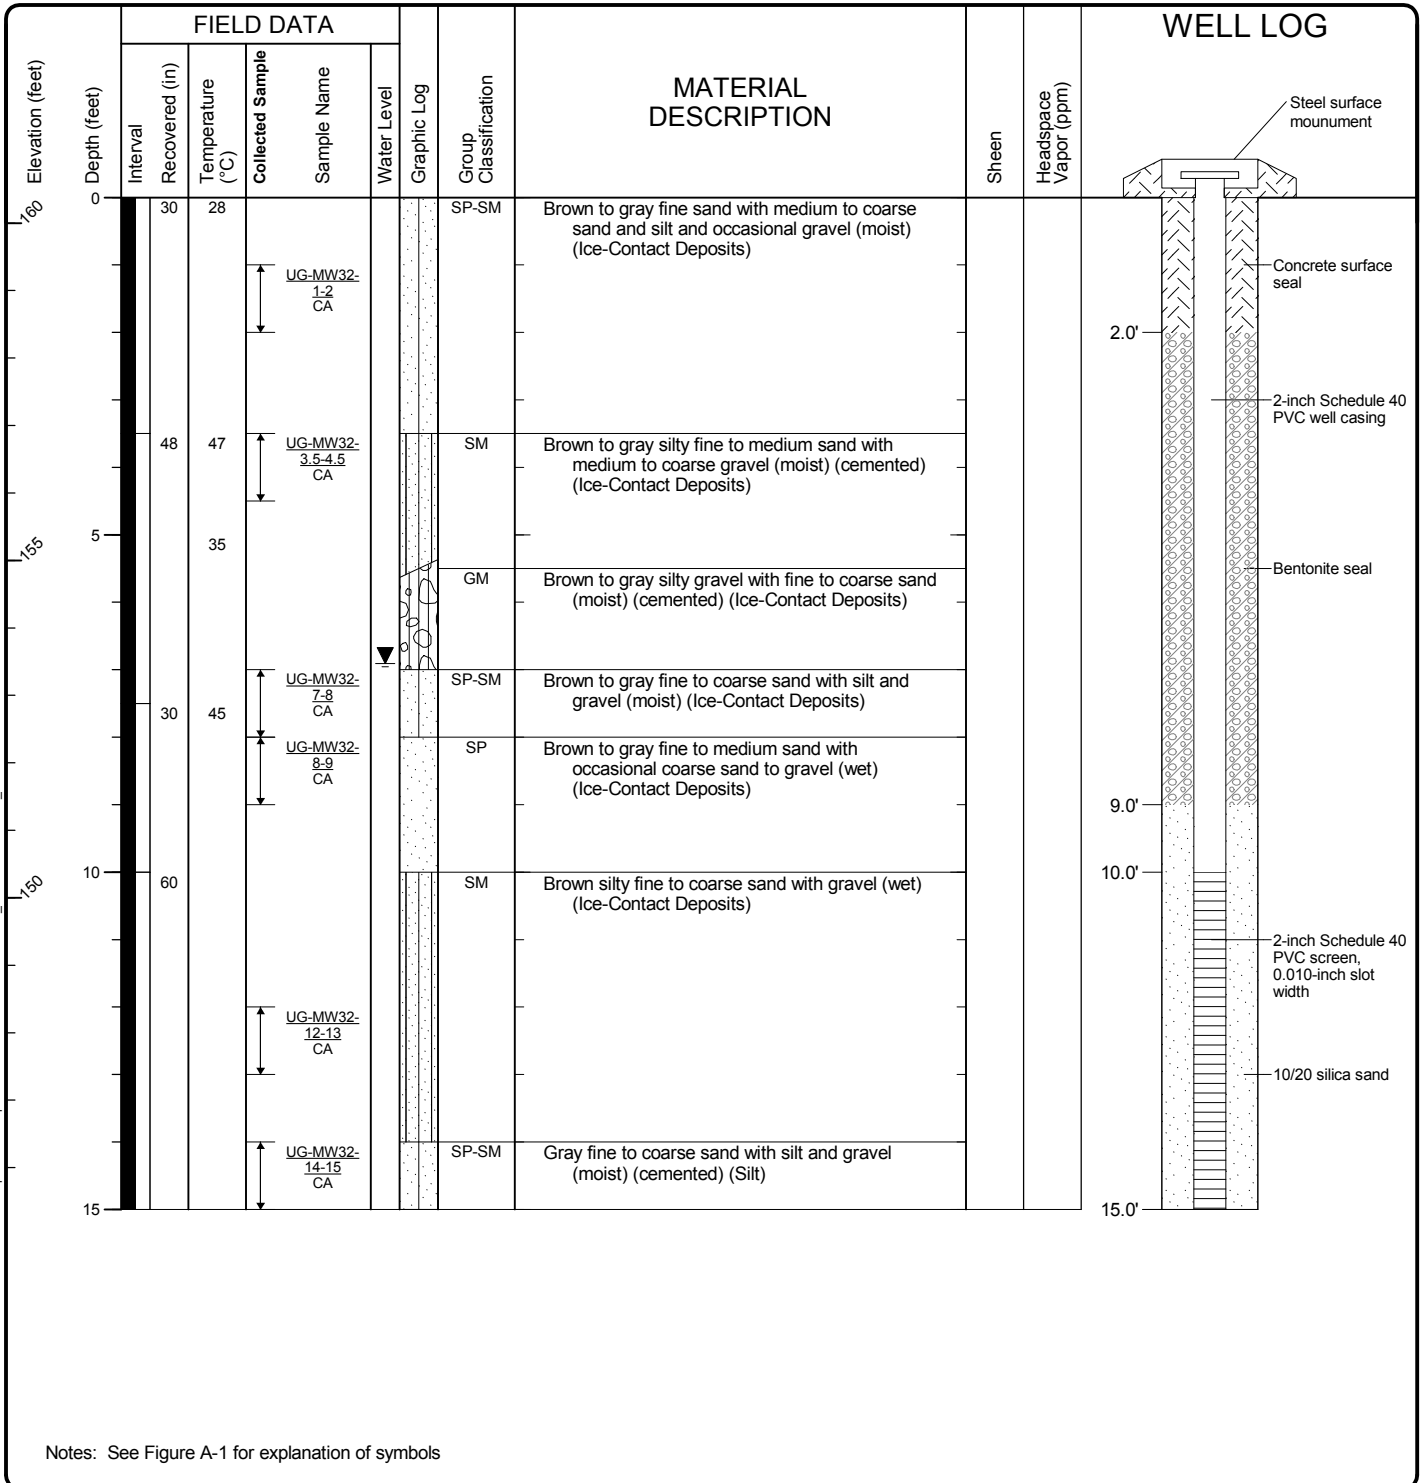 FIELD DATA
WELL LOG
Elevation (feet)
Depth (feet)
Interval
Recovered (in)
Temperature
(°C)
Collected Sample
Sample Name
Water Level
Graphic Log
Group
Classification
MATERIAL
DESCRIPTION
Sheen
Headspace
Vapor (ppm)
Steel surface
mounument
0
160
30
28
SP-SM
Brown to gray fine sand with medium to coarse
sand and silt and occasional gravel (moist)
(Ice-Contact Deposits)
UG-MW32-
1-2
CA
Concrete surface
seal
2.0'
2-inch Schedule 40
PVC well casing
48
47
UG-MW32-
3.5-4.5
CA
SM
Brown to gray silty fine to medium sand with
medium to coarse gravel (moist) (cemented)
(Ice-Contact Deposits)
5
155
35
GM
Brown to gray silty gravel with fine to coarse sand
(moist) (cemented) (Ice-Contact Deposits)
Bentonite seal
UG-MW32-
7-8
CA
SP-SM
Brown to gray fine to coarse sand with silt and
gravel (moist) (Ice-Contact Deposits)
30
45
UG-MW32-
8-9
CA
SP
Brown to gray fine to medium sand with
occasional coarse sand to gravel (wet)
(Ice-Contact Deposits)
9.0'
10
150
60
SM
Brown silty fine to coarse sand with gravel (wet)
(Ice-Contact Deposits)
10.0'
2-inch Schedule 40
PVC screen,
0.010-inch slot
width
UG-MW32-
12-13
CA
10/20 silica sand
UG-MW32-
14-15
CA
SP-SM
Gray fine to coarse sand with silt and gravel
(moist) (cemented) (Silt)
15
15.0'
Notes: See Figure A-1 for explanation of symbols